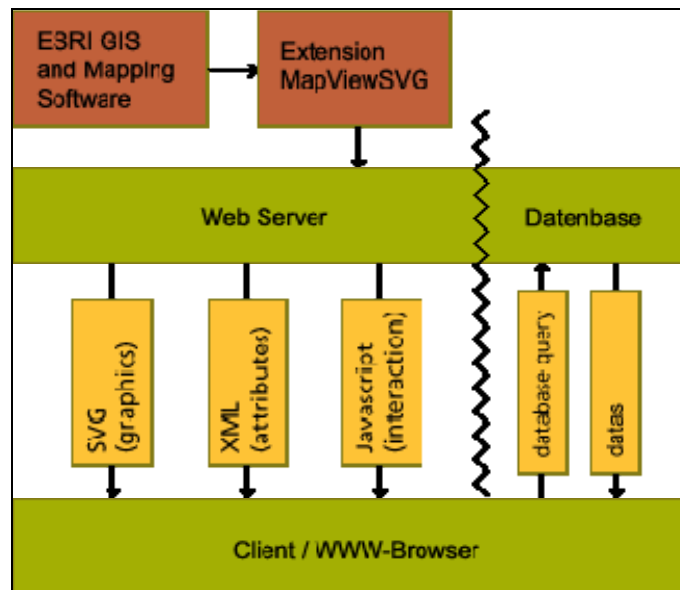 ESRI GIS
and Mapping
Software
Extension
MapViewSVG
Web Server
Datenbase
SVG
(graphics)
XML
(attributes)
Javascript
(interaction)
database query
datas
Client / WWW-Browser